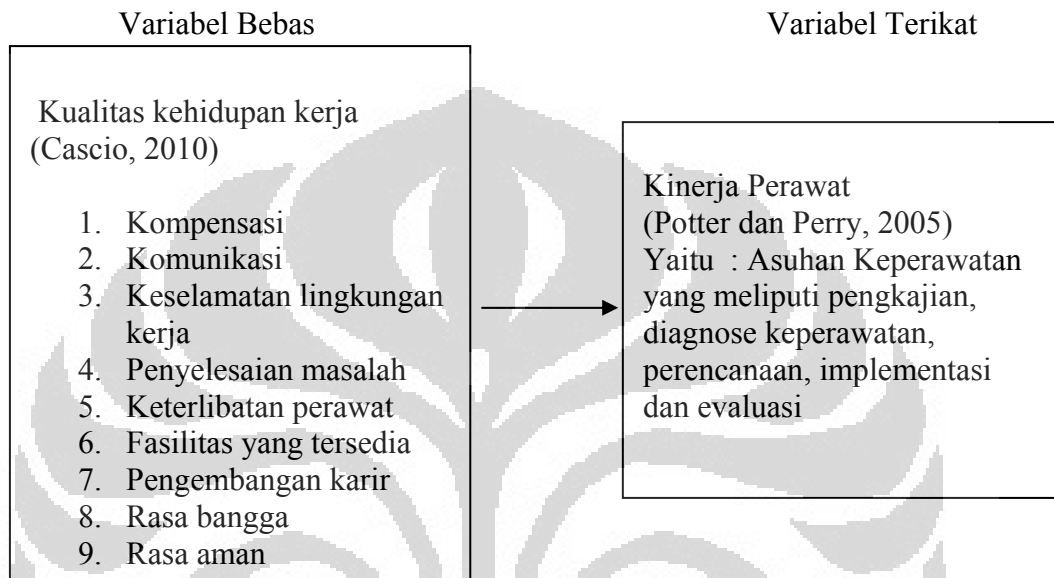 Variabel Bebas
Variabel Terikat
Kualitas kehidupan kerja
(Cascio, 2010)
1. Kompensasi
2. Komunikasi
3. Keselamatan lingkungan
kerja
4. Penyelesaian masalah
5. Keterlibatan perawat
6. Fasilitas yang tersedia
7. Pengembangan karir
8. Rasa bangga
9. Rasa aman
Kinerja Perawat
(Potter dan Perry, 2005)
Yaitu : Asuhan Keperawatan
yang meliputi pengkajian,
diagnose keperawatan,
perencanaan, implementasi
dan evaluasi